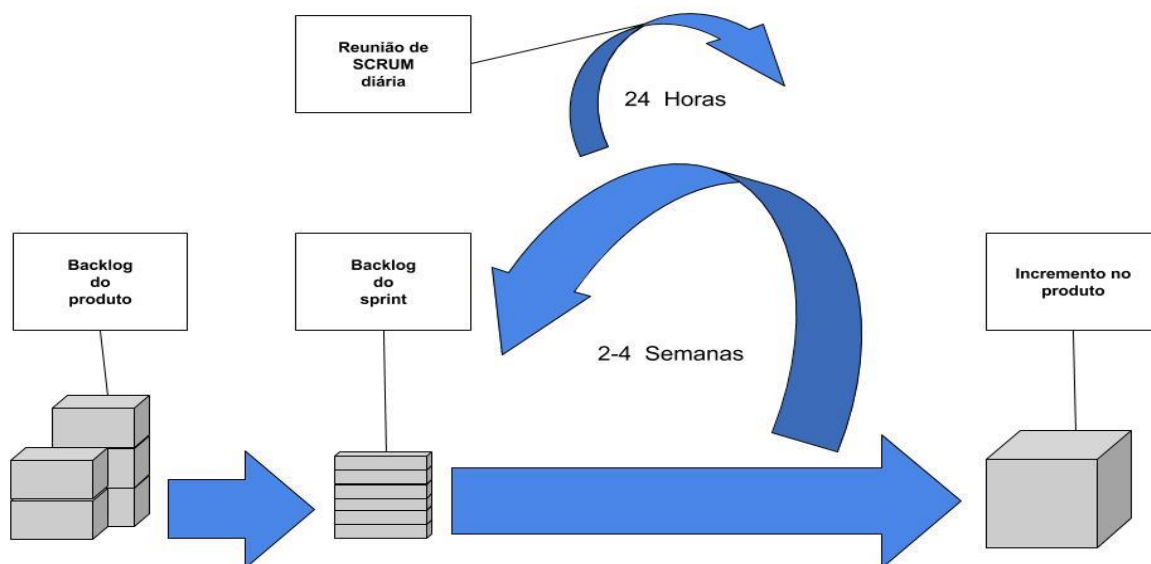 Reunião de
SCRUM
diária
24 Horas
Backlog
do
produto
Backlog
do
sprint
2-4 Semanas
Incremento no
produto